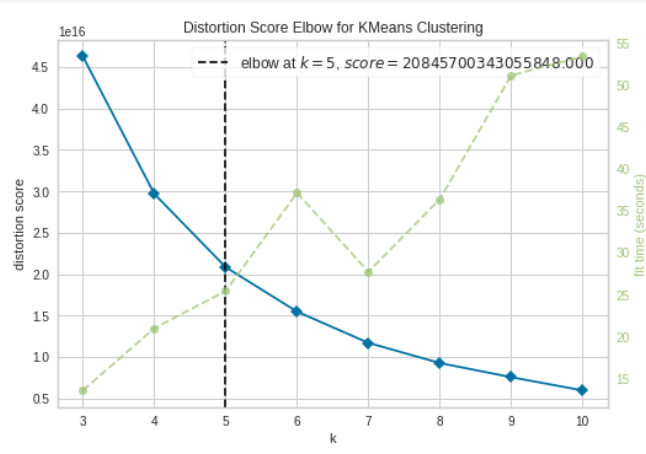 Distortion Score Elbow for KMeans Clustering
1e16
elbow at k = 5, score = 20845700343055848.000
4.5
4.0
3.5
3.0
2.5
2.0
1.5
1.0
0.5
distortion score
3 4 5 6 7 8 9 10
k
55
50
45
40
35
30
25
20
15
fit time (seconds)